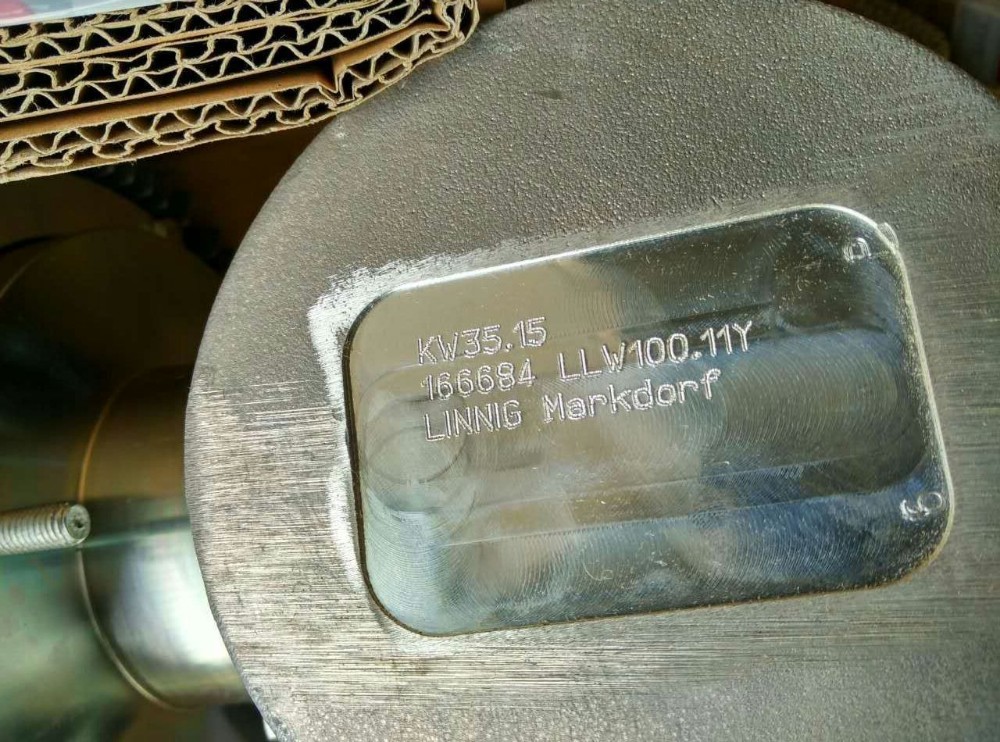 KW35.15
166684 LLW100.11Y
LINNIG Markdorf